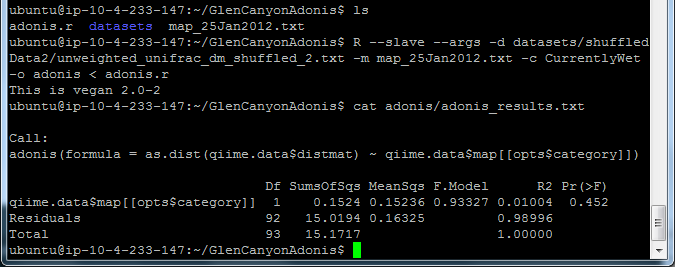 ubuntu@ip-10-4-233-147:~/GlenCanyonAdonis$ ls
adonis.r  datasets  map_25Jan2012.txt
ubuntu@ip-10-4-233-147:~/GlenCanyonAdonis$ R --slave --args -d datasets/shuffled
Data2/unweighted_unifrac_dm_shuffled_2.txt -m map_25Jan2012.txt -c CurrentlyWet
-o adonis < adonis.r
This is vegan 2.0-2
ubuntu@ip-10-4-233-147:~/GlenCanyonAdonis$ cat adonis/adonis_results.txt
Call:
adonis(formula = as.dist(qiime.data$distmat) ~ qiime.data$map[[opts$category]])
Df SumsOfSqs MeanSqs F.Model      R2 Pr(>F)
qiime.data$map[[opts$category]]  1    0.1524 0.15236 0.93327 0.01004  0.452
Residuals                       92   15.0194 0.16325         0.98996
Total                           93   15.1717                 1.00000
ubuntu@ip-10-4-233-147:~/GlenCanyonAdonis$